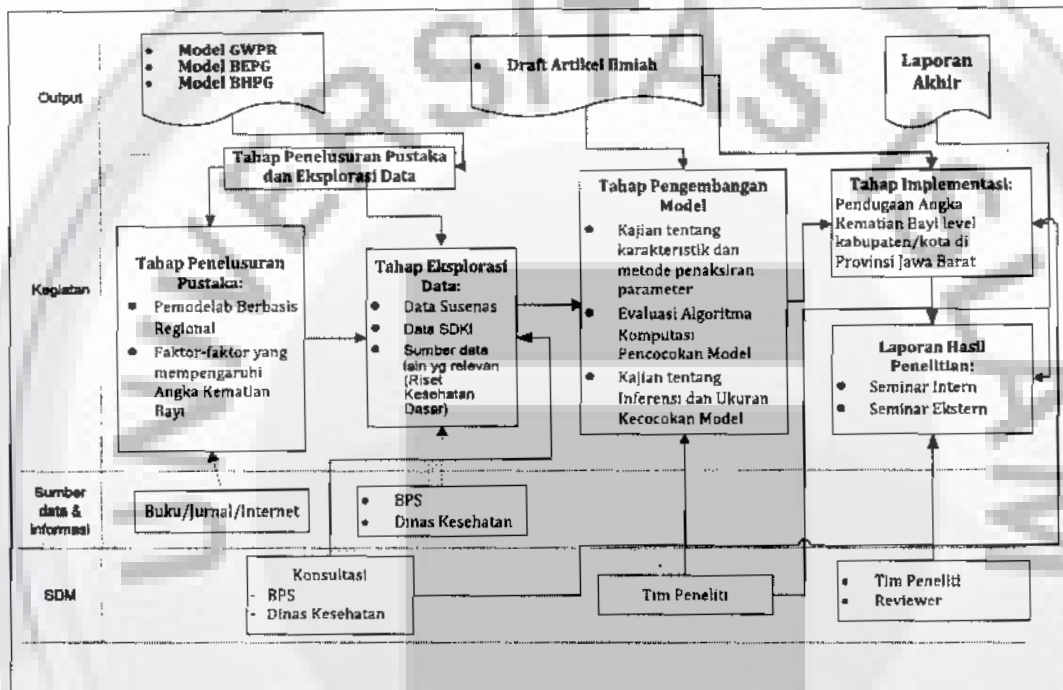 Output
• Model GWPR
• Model BEPG
• Model BHPG
• Draft Artikel Ilmiah
Laporan
Akhir
Kegiatan
Tahap Penelusuran Pustaka
dan Eksplorasi Data
Tahap Penelusuran
Pustaka:
• Pemodelab Berbasis
Regional
• Faktor-faktor yang
mempengaruhi
Angka Kematian
Bayi
Tahap Eksplorasi
Data:
• Data Susenas
• Data SDKI
• Sumber data
lain yg relevan
(Riset
Kesehatan
Dasar)
Tahap Pengembangan
Model
• Kajian tentang
karakteristik dan
metode penaksiran
parameter
• Evaluasi Algoritma
Komputasi
Pencocokan Model
• Kajian tentang
Inferensi dan Ukuran
Kecocokan Model
Tahap Implementasi:
Pendugaan Angka
Kematian Bayi level
kabupaten/kota di
Provinsi Jawa Barat
Laporan Hasil
Penelitian:
• Seminar Intern
• Seminar Ekstern
Sumber
data &
informasi
Buku/Jurnal/Internet
• BPS
• Dinas Kesehatan
SDM
Konsultasi
- BPS
- Dinas Kesehatan
Tim Peneliti
• Tim Peneliti
• Reviewer
UNIVERSITAS